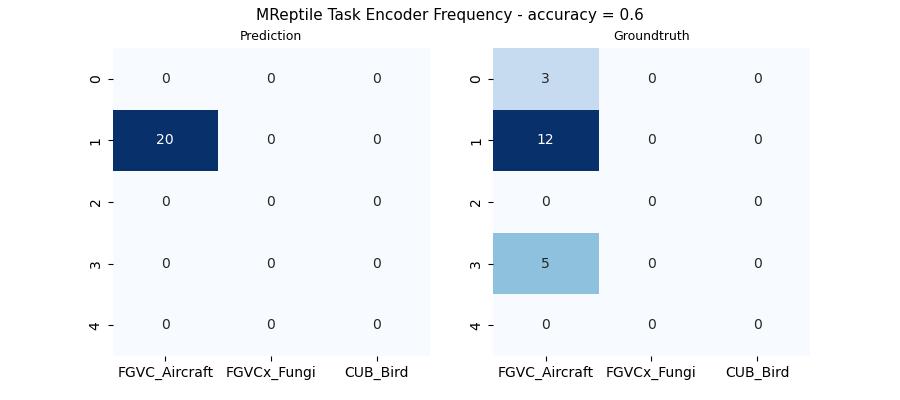 MReptile Task Encoder Frequency - accuracy = 0.6
Prediction
Groundtruth
0 0 0 0
1 20 0 0
2 0 0 0
3 0 0 0
4 0 0 0
FGVC_Aircraft FGVCx_Fungi CUB_Bird
0 3 0 0
1 12 0 0
2 0 0 0
3 5 0 0
4 0 0 0
FGVC_Aircraft FGVCx_Fungi CUB_Bird